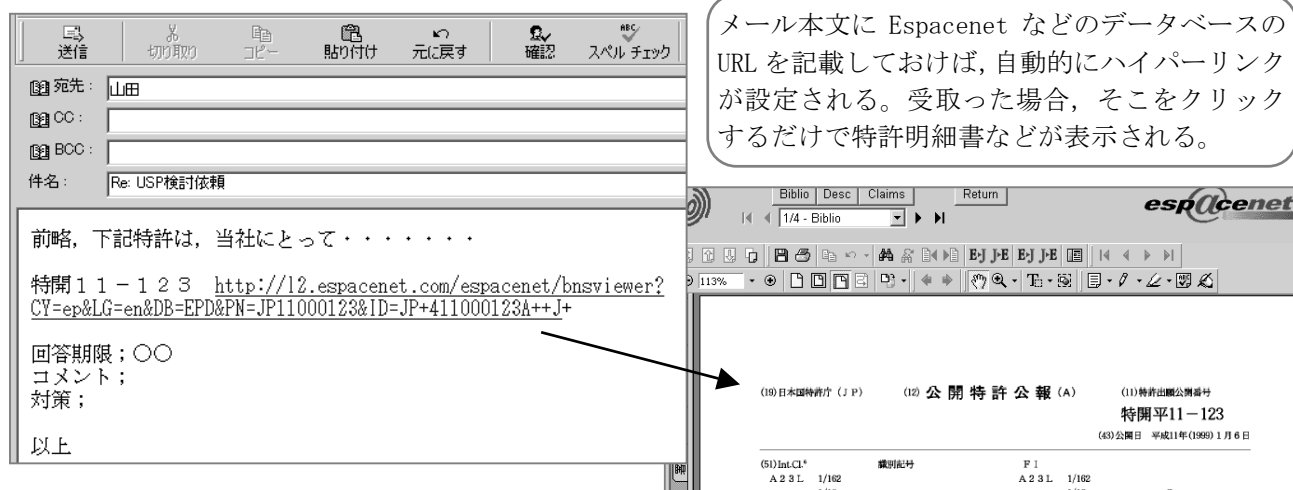 送信 切り取り コピー 貼り付け 元に戻す 確認 スペル チェック
宛先： 山田
CC：
BCC：
件名： Re: USP検討依頼
前略，下記特許は，当社にとって・・・・・・・
特開１１－１２３ http://l2.espacenet.com/espacenet/bnsviewer?
CY=ep&LG=en&DB=EPD&PN=JP11000123&ID=JP+411000123A++J+
回答期限；○○
コメント；
対策；
以上
メール本文に Espacenet などのデータベースの
URL を記載しておけば，自動的にハイパーリンク
が設定される。受取った場合，そこをクリック
するだけで特許明細書などが表示される。
Biblio Desc Claims Return
1/4 - Biblio
espacenet
E・J J・E E・J J・E
113%
(19)日本国特許庁（ＪＰ） (12) 公開特許公報（A） (11)特許出願公開番号
特開平11－123
(43)公開日 平成11年(1999)１月６日
(51)Int.Cl.⁶ 識別記号 ＦＩ
A23L 1/162 A23L 1/162